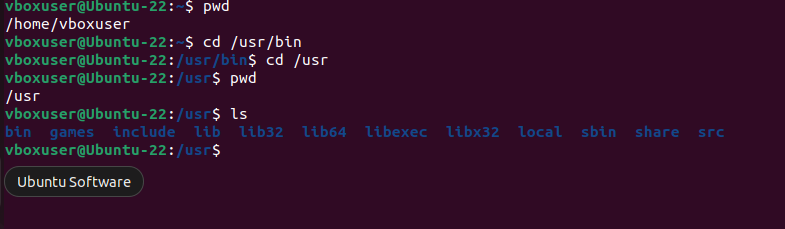 vboxuser@Ubuntu-22:~$ pwd
/home/vboxuser
vboxuser@Ubuntu-22:~$ cd /usr/bin
vboxuser@Ubuntu-22:/usr/bin$ cd /usr
vboxuser@Ubuntu-22:/usr$ pwd
/usr
vboxuser@Ubuntu-22:/usr$ ls
bin  games  include  lib  lib32  lib64  libexec  libx32  local  sbin  share  src
vboxuser@Ubuntu-22:/usr$
Ubuntu Software